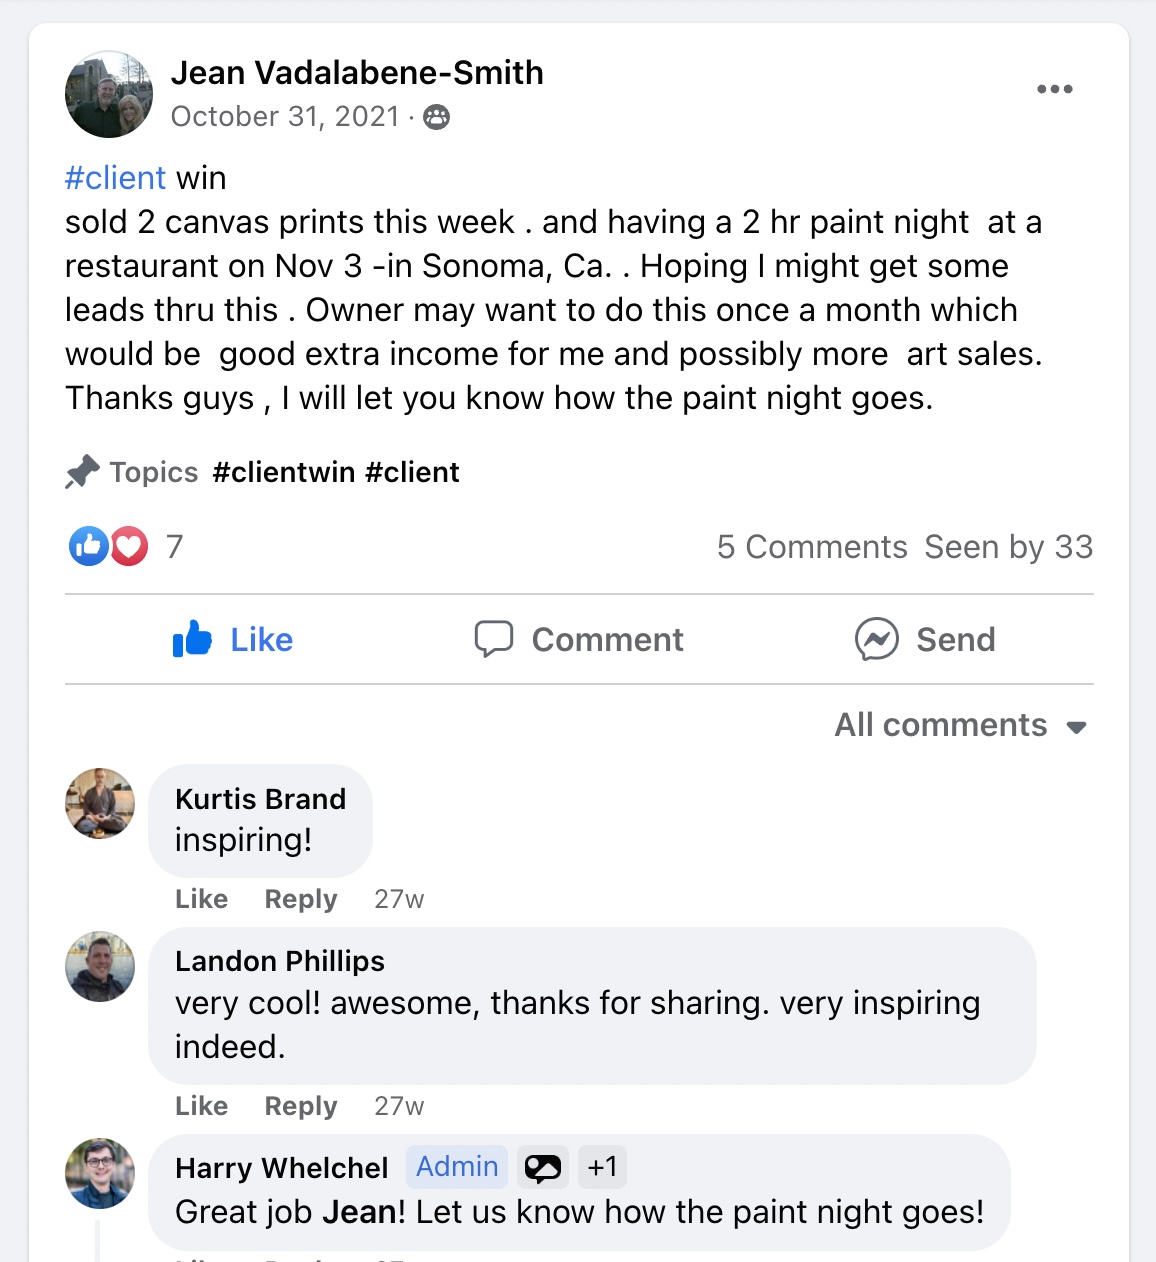 Jean Vadalabene-Smith
October 31, 2021 ·
#client win
sold 2 canvas prints this week . and having a 2 hr paint night  at a
restaurant on Nov 3 -in Sonoma, Ca. . Hoping I might get some
leads thru this . Owner may want to do this once a month which
would be  good extra income for me and possibly more  art sales.
Thanks guys , I will let you know how the paint night goes.
Topics #clientwin #client
7 5 Comments Seen by 33
Like Comment Send
All comments
Kurtis Brand
inspiring!
Like Reply 27w
Landon Phillips
very cool! awesome, thanks for sharing. very inspiring
indeed.
Like Reply 27w
Harry Whelchel Admin +1
Great job Jean! Let us know how the paint night goes!